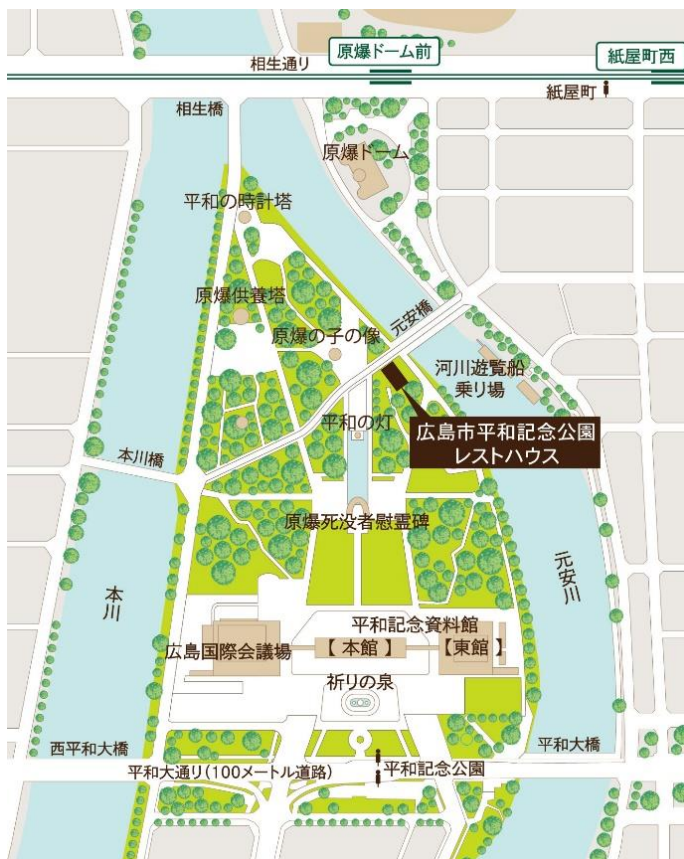 原爆ドーム前
紙屋町西
相生通り
紙屋町
相生橋
原爆ドーム
平和の時計塔
原爆供養塔
元安橋
原爆の子の像
河川遊覧船
乗り場
平和の灯
広島市平和記念公園
レストハウス
本川橋
原爆死没者慰霊碑
本川
元安川
平和記念資料館
広島国際会議場
【本館】
【東館】
祈りの泉
西平和大橋
平和大橋
平和大通り(100メートル道路)
平和記念公園